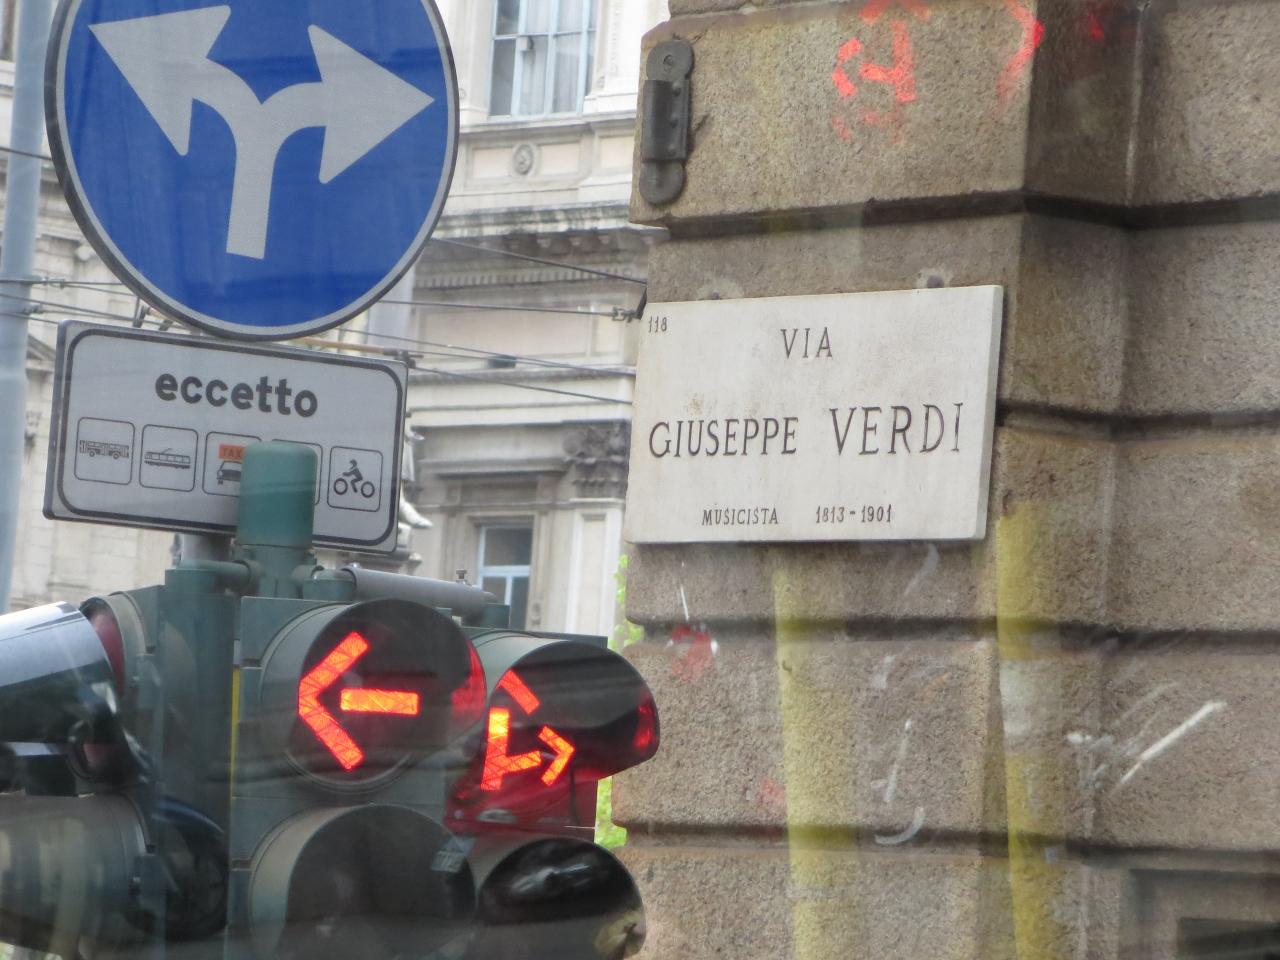 eccetto
TAXI
118
VIA
GIUSEPPE VERDI
MUSICISTA 1813-1901